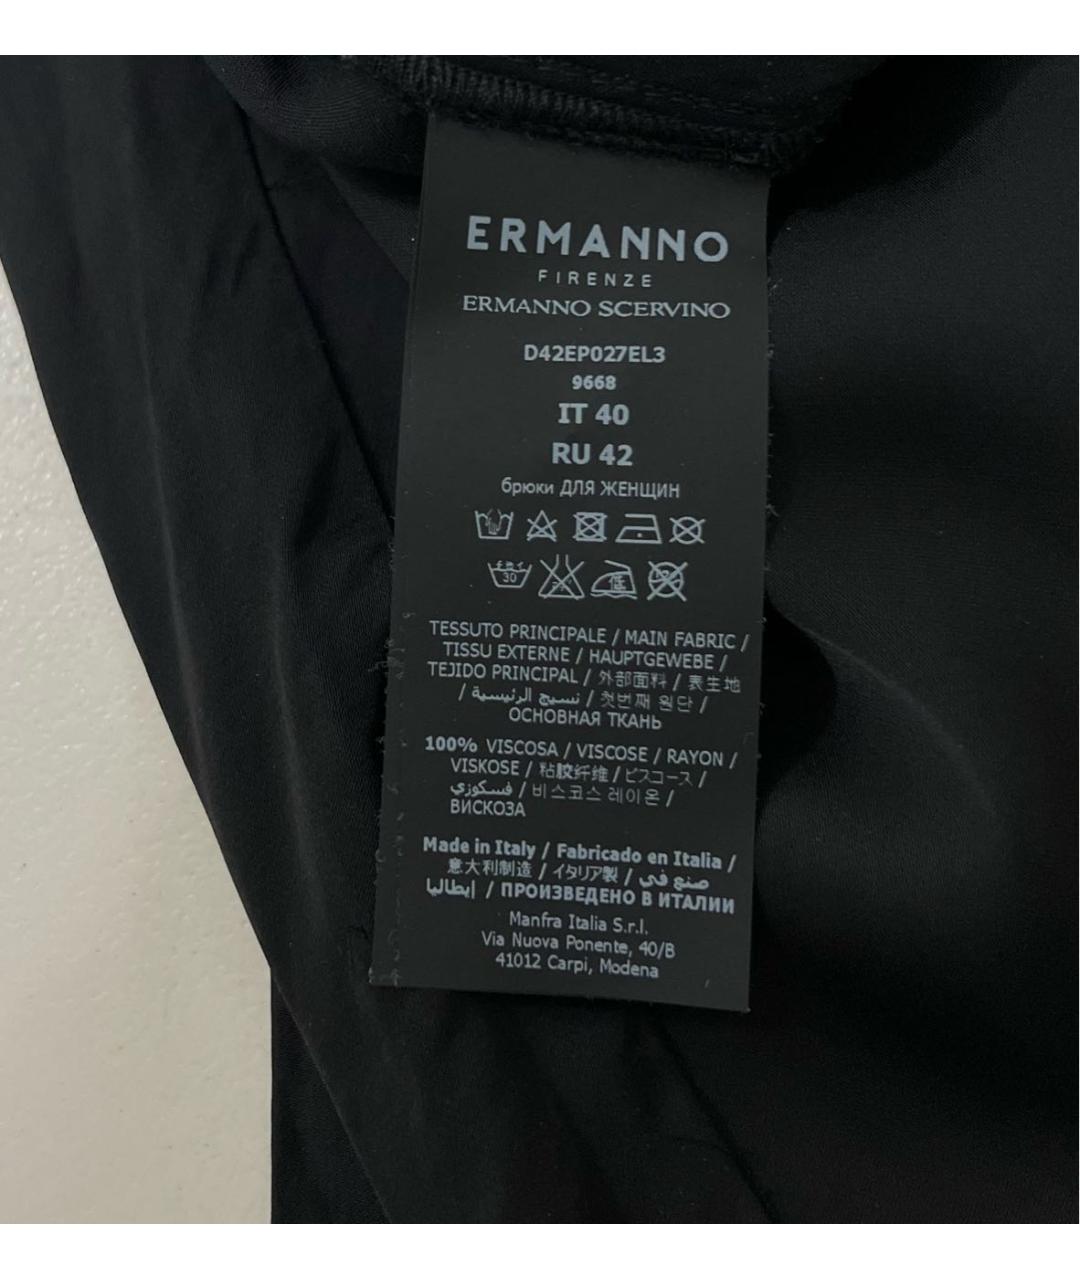 ERMANNO
FIRENZE
ERMANNO SCERVINO
D42EP027EL3
9668
IT 40
RU 42
брюки ДЛЯ ЖЕНЩИН
30 低
TESSUTO PRINCIPALE / MAIN FABRIC /
TISSU EXTERNE / HAUPTGEWEBE /
TEJIDO PRINCIPAL / 外部面料 / 表生地
/ نسيج الرئيسية / 첫번째 원단 /
ОСНОВНАЯ ТКАНЬ
100% VISCOSA / VISCOSE / RAYON /
VISKOSE / 粘胶纤维 / ビスコース /
فسكوزي / 비스코스 레이온 /
ВИСКОЗА
Made in Italy / Fabricado en Italia /
意大利制造 / イタリア製 / صنع في
إيطاليا / ПРОИЗВЕДЕНО В ИТАЛИИ
Manfra Italia S.r.l.
Via Nuova Ponente, 40/B
41012 Carpi, Modena